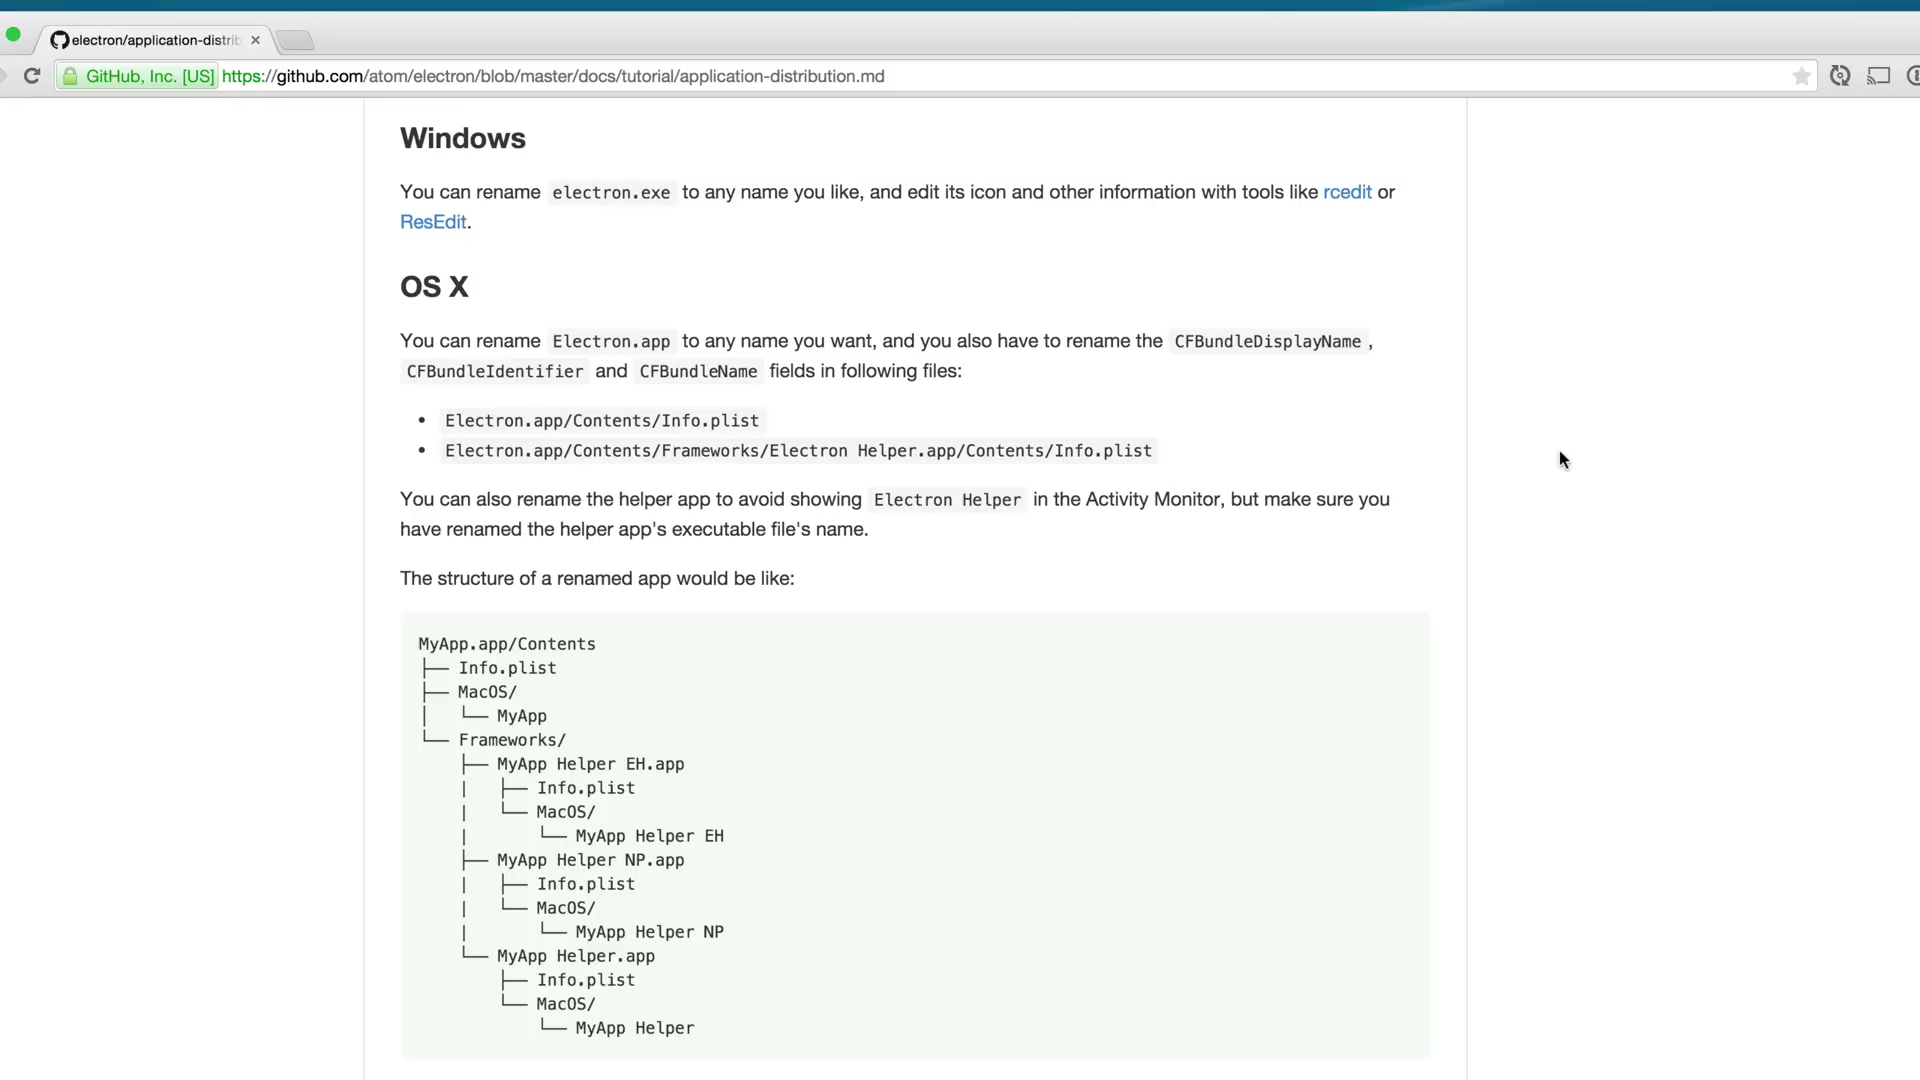 electron/application-distrib
GitHub, Inc. [US] https://github.com/atom/electron/blob/master/docs/tutorial/application-distribution.md
Windows
You can rename electron.exe to any name you like, and edit its icon and other information with tools like rcedit or
ResEdit.
OS X
You can rename Electron.app to any name you want, and you also have to rename the CFBundleDisplayName ,
CFBundleIdentifier and CFBundleName fields in following files:
• Electron.app/Contents/Info.plist
• Electron.app/Contents/Frameworks/Electron Helper.app/Contents/Info.plist
You can also rename the helper app to avoid showing Electron Helper in the Activity Monitor, but make sure you
have renamed the helper app's executable file's name.
The structure of a renamed app would be like:
MyApp.app/Contents
├── Info.plist
├── MacOS/
│   └── MyApp
└── Frameworks/
    ├── MyApp Helper EH.app
    |   ├── Info.plist
    |   └── MacOS/
    |       └── MyApp Helper EH
    ├── MyApp Helper NP.app
    |   ├── Info.plist
    |   └── MacOS/
    |       └── MyApp Helper NP
    └── MyApp Helper.app
        ├── Info.plist
        └── MacOS/
            └── MyApp Helper